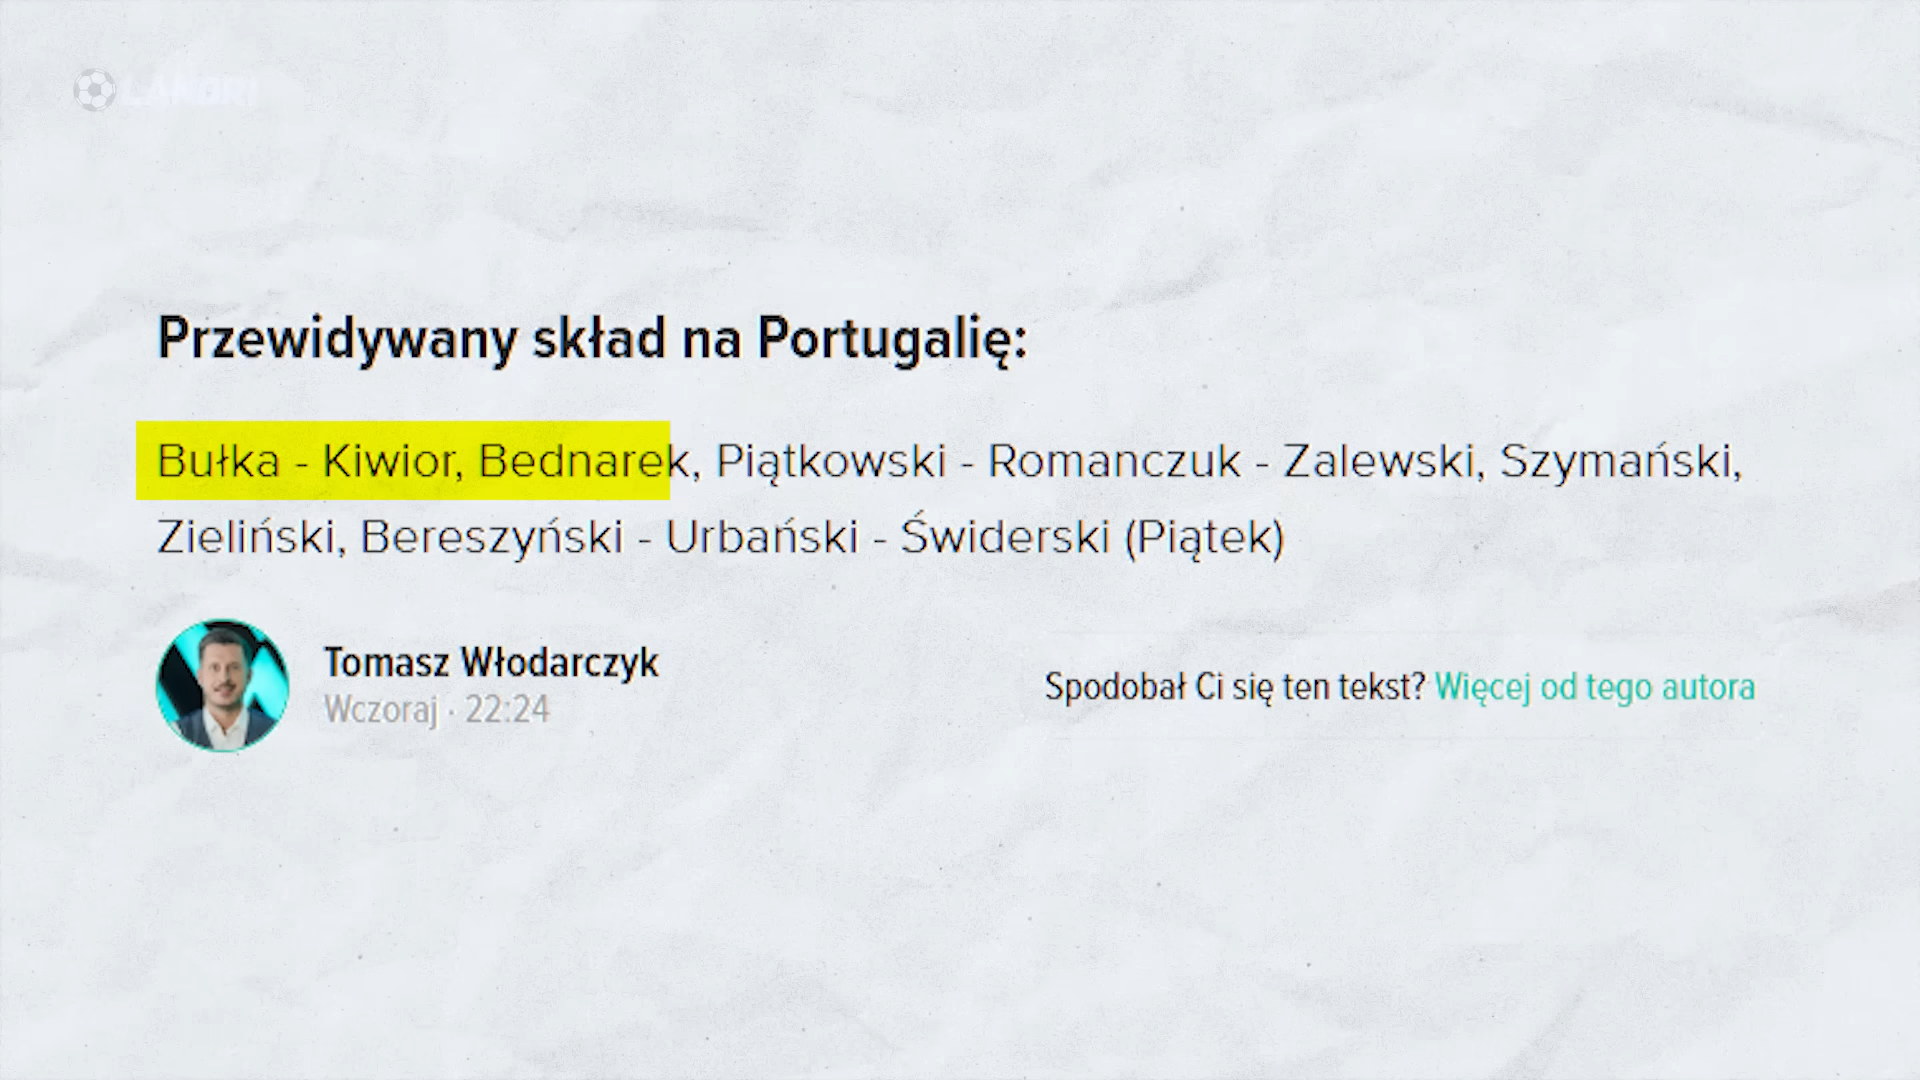 LANDRI
Przewidywany skład na Portugalię:
Bułka - Kiwior, Bednarek, Piątkowski - Romanczuk - Zalewski, Szymański,
Zieliński, Bereszyński - Urbański - Świderski (Piątek)
Tomasz Włodarczyk
Wczoraj · 22:24
Spodobał Ci się ten tekst? Więcej od tego autora